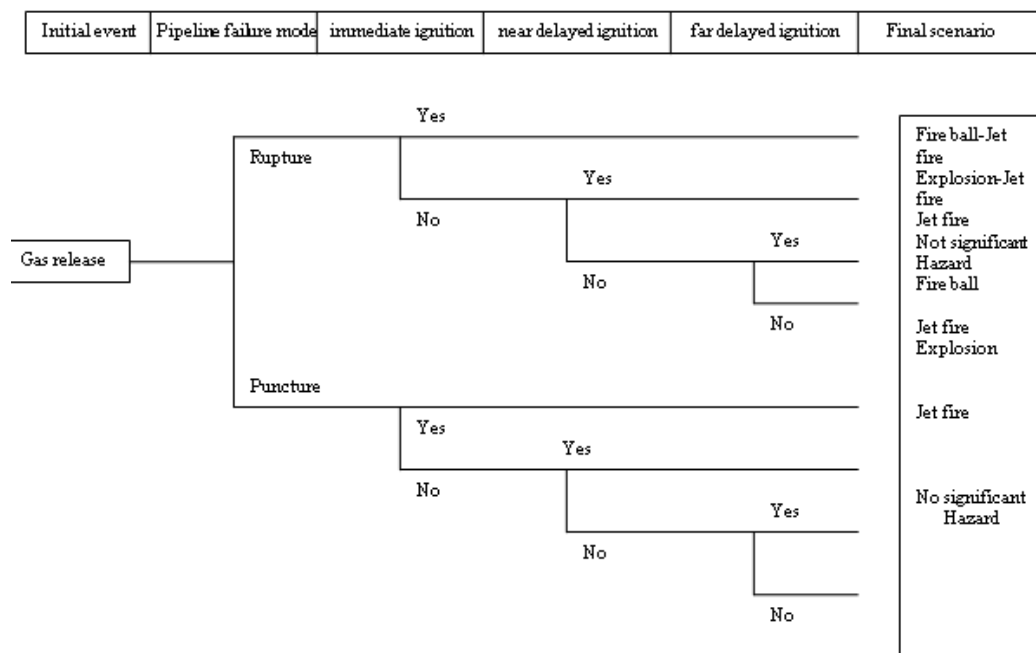 Initial event Pipeline failure mode immediate ignition near delayed ignition far delayed ignition Final scenario
Yes
Rupture
Yes
No
Yes
Gas release
No
No
Puncture
Yes
Yes
No
Yes
No
No
Fire ball-Jet
fire
Explosion-Jet
fire
Jet fire
Not significant
Hazard
Fire ball
Jet fire
Explosion
Jet fire
No significant
Hazard